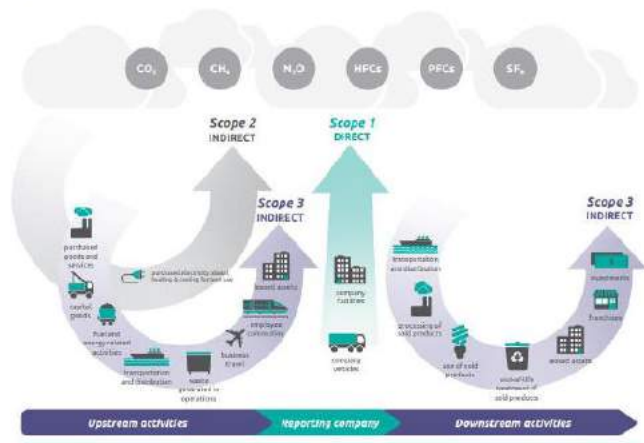 CO₂ CH₄ N₂O HFCs PFCs SF₆
Scope 2
INDIRECT
Scope 1
DIRECT
Scope 3
INDIRECT
Scope 3
INDIRECT
purchased
goods and
services
capital
goods
fuel and
energy related
activities
transportation
and distribution
waste
generated in
operations
business
travel
employee
commuting
leased assets
purchased electricity, steam,
heating & cooling for own use
company
facilities
company
vehicles
transportation
and distribution
processing of
sold products
use of sold
products
end-of-life
treatment of
sold products
leased assets
franchises
investments
Upstream activities
Reporting company
Downstream activities